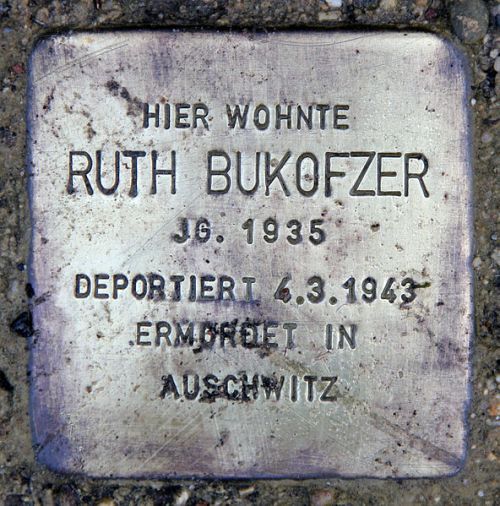 HIER WOHNTE
RUTH BUKOFZER
JG. 1935
DEPORTIERT 4.3.1943
ERMORDET IN
AUSCHWITZ